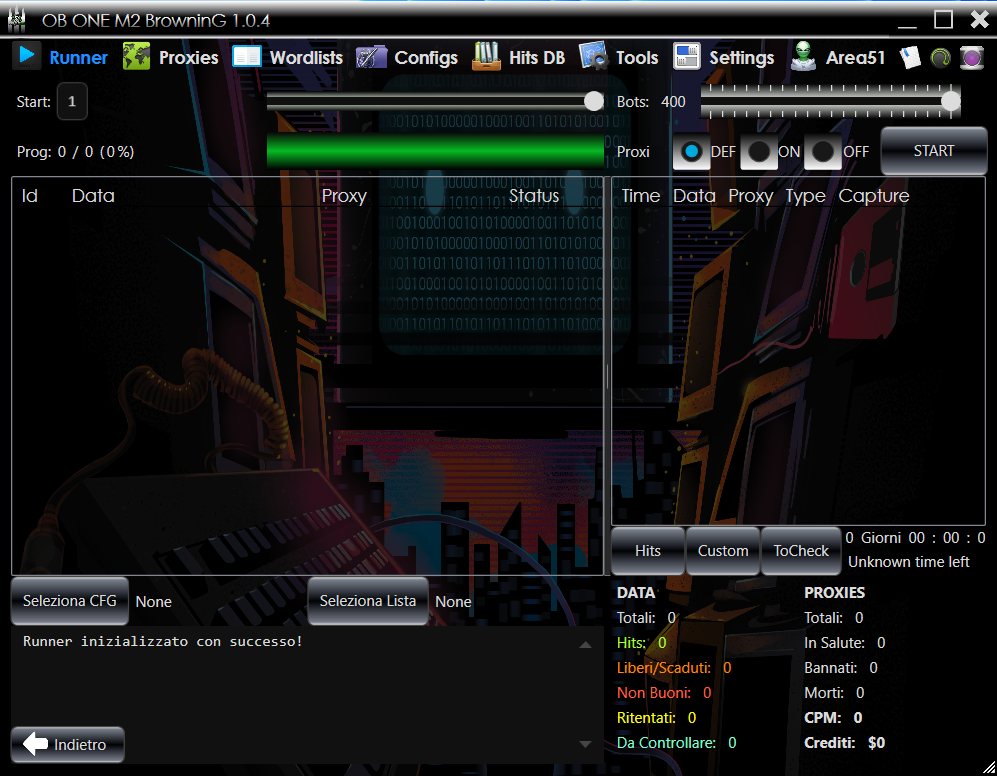 OB ONE M2 BrowninG 1.0.4
Runner Proxies Wordlists Configs Hits DB Tools Settings Area51
Start: 1 Bots: 400
Prog: 0 / 0 (0%) Proxi DEF ON OFF START
Id Data Proxy Status Time Data Proxy Type Capture
Hits Custom ToCheck 0 Giorni 00 : 00 : 0
Unknown time left
Seleziona CFG None Seleziona Lista None
Runner inizializzato con successo!
Indietro
DATA
Totali: 0
Hits: 0
Liberi/Scaduti: 0
Non Buoni: 0
Ritentati: 0
Da Controllare: 0
PROXIES
Totali: 0
In Salute: 0
Bannati: 0
Morti: 0
CPM: 0
Crediti: $0